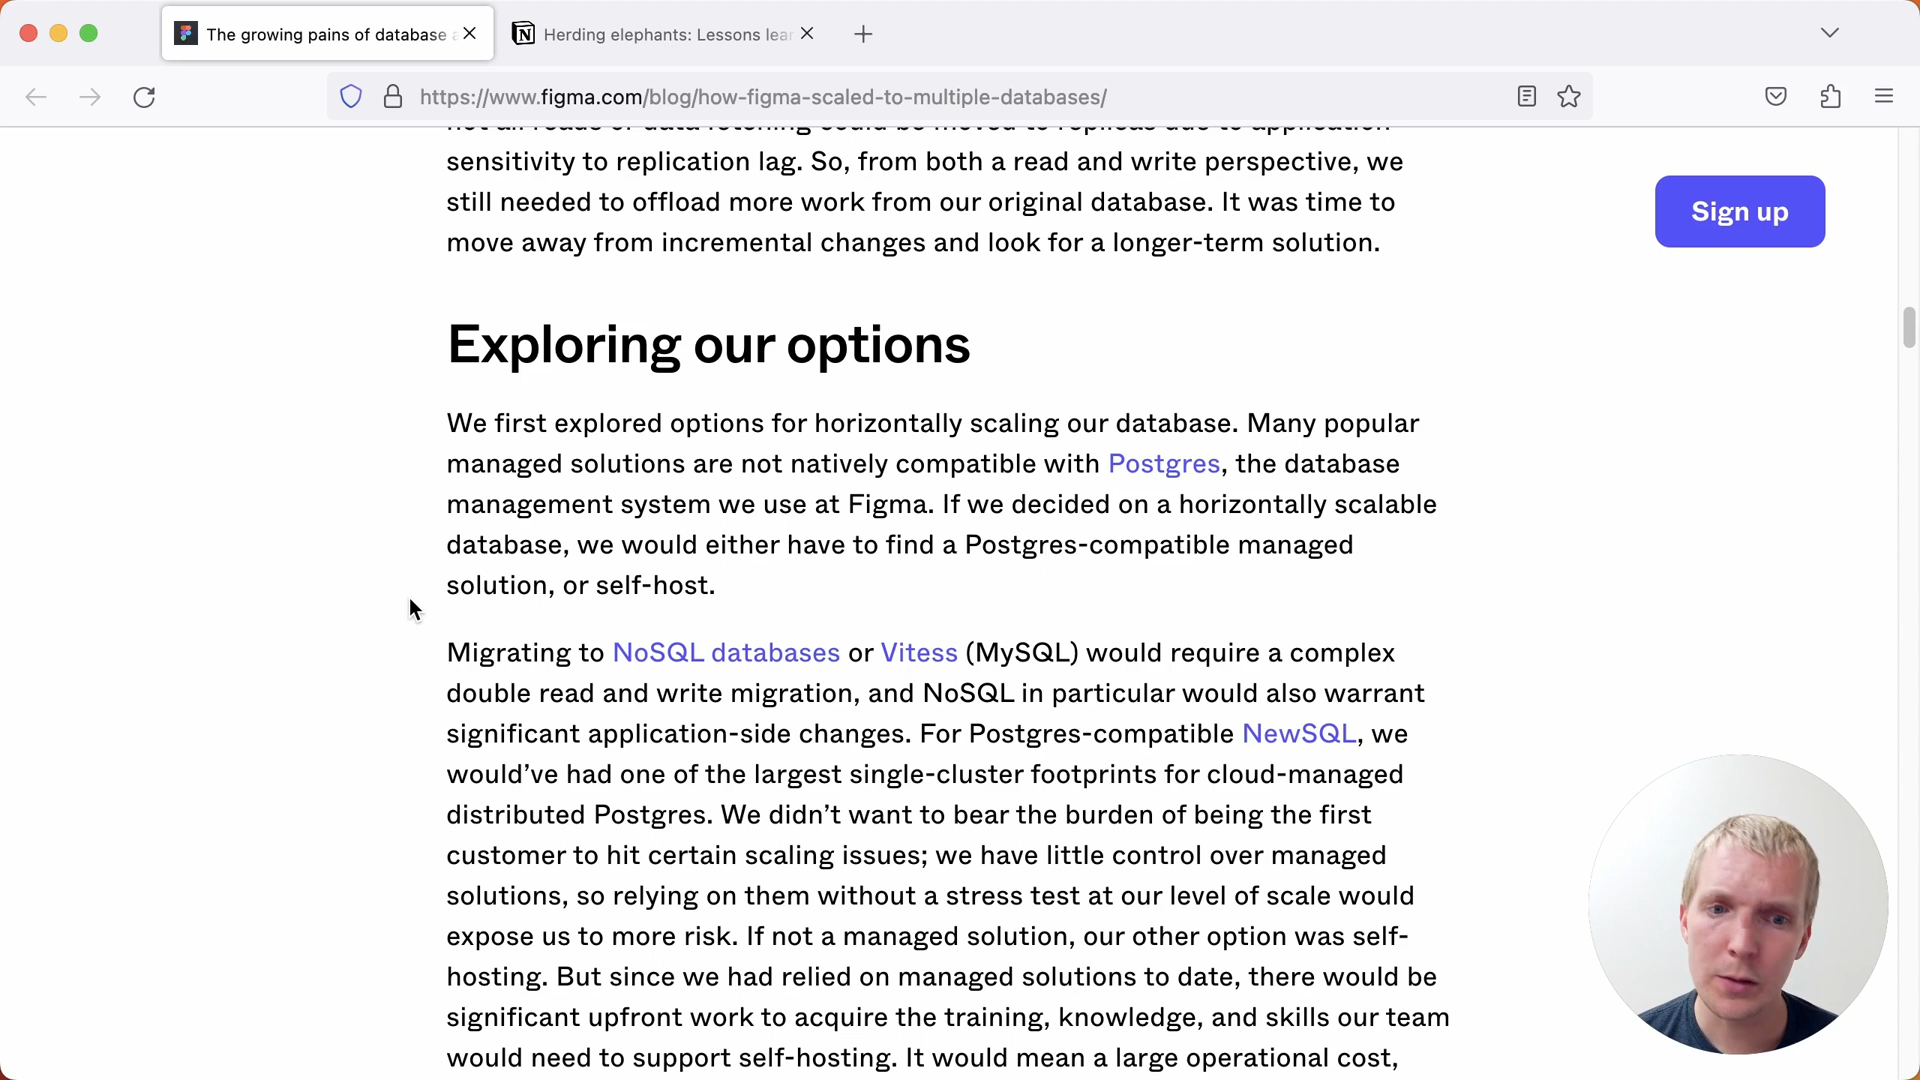 The growing pains of database a
Herding elephants: Lessons lear
https://www.figma.com/blog/how-figma-scaled-to-multiple-databases/
not all reads or data fetching could be moved to replicas due to application
sensitivity to replication lag. So, from both a read and write perspective, we
still needed to offload more work from our original database. It was time to
move away from incremental changes and look for a longer-term solution.
Sign up
Exploring our options
We first explored options for horizontally scaling our database. Many popular
managed solutions are not natively compatible with Postgres, the database
management system we use at Figma. If we decided on a horizontally scalable
database, we would either have to find a Postgres-compatible managed
solution, or self-host.
Migrating to NoSQL databases or Vitess (MySQL) would require a complex
double read and write migration, and NoSQL in particular would also warrant
significant application-side changes. For Postgres-compatible NewSQL, we
would’ve had one of the largest single-cluster footprints for cloud-managed
distributed Postgres. We didn’t want to bear the burden of being the first
customer to hit certain scaling issues; we have little control over managed
solutions, so relying on them without a stress test at our level of scale would
expose us to more risk. If not a managed solution, our other option was self-
hosting. But since we had relied on managed solutions to date, there would be
significant upfront work to acquire the training, knowledge, and skills our team
would need to support self-hosting. It would mean a large operational cost,